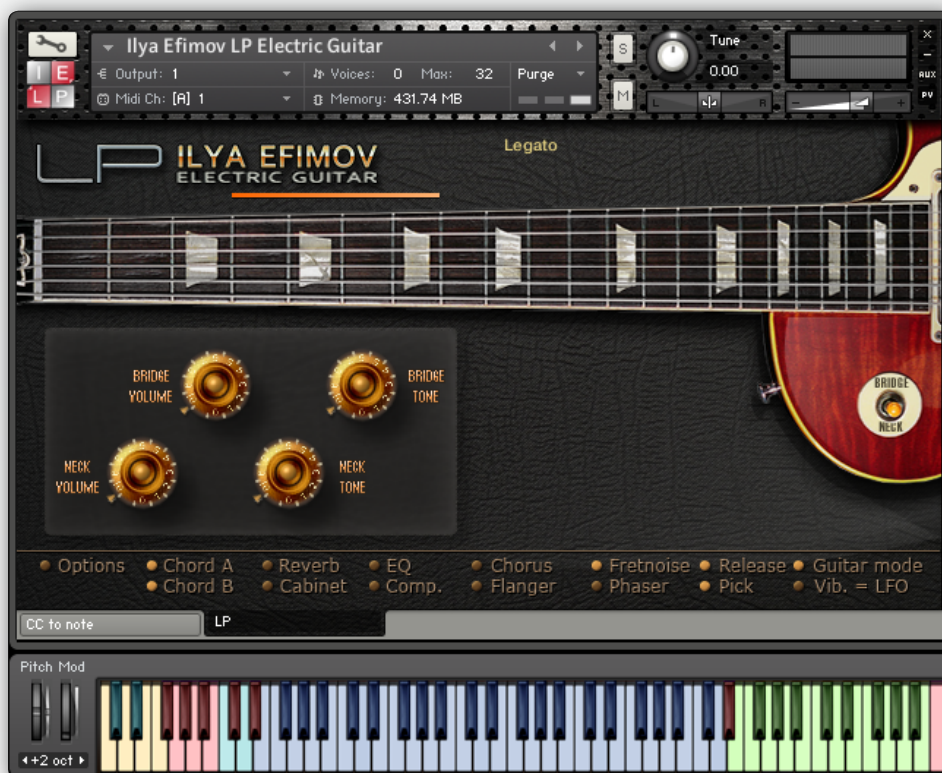 Ilya Efimov LP Electric Guitar
Output: 1
Voices: 0 Max: 32 Purge
Midi Ch: [A] 1
Memory: 431.74 MB
I E.
L P
S
M
Tune
0.00
L R
- +
x
-
AUX
PV
LP ILYA EFIMOV
ELECTRIC GUITAR
Legato
BRIDGE
VOLUME
BRIDGE
TONE
NECK
VOLUME
NECK
TONE
BRIDGE
NECK
Options Chord A Reverb EQ Chorus Fretnoise Release Guitar mode
Chord B Cabinet Comp. Flanger Phaser Pick Vib. = LFO
CC to note
LP
Pitch Mod
+2 oct